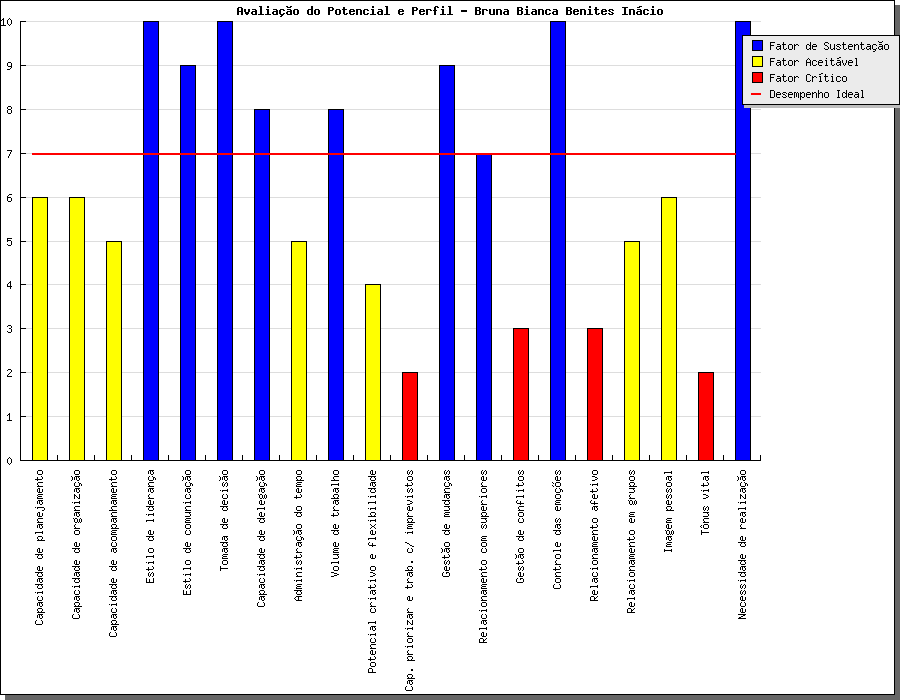 Avaliação do Potencial e Perfil - Bruna Bianca Benites Inácio
Fator de Sustentação
Fator Aceitável
Fator Crítico
Desempenho Ideal
10
9
8
7
6
5
4
3
2
1
0
Capacidade de planejamento
Capacidade de organização
Capacidade de acompanhamento
Estilo de liderança
Estilo de comunicação
Tomada de decisão
Capacidade de delegação
Administração do tempo
Volume de trabalho
Potencial criativo e flexibilidade
Cap. priorizar e trab. c/ imprevistos
Gestão de mudanças
Relacionamento com superiores
Gestão de conflitos
Controle das emoções
Relacionamento afetivo
Relacionamento em grupos
Imagem pessoal
Tônus vital
Necessidade de realização